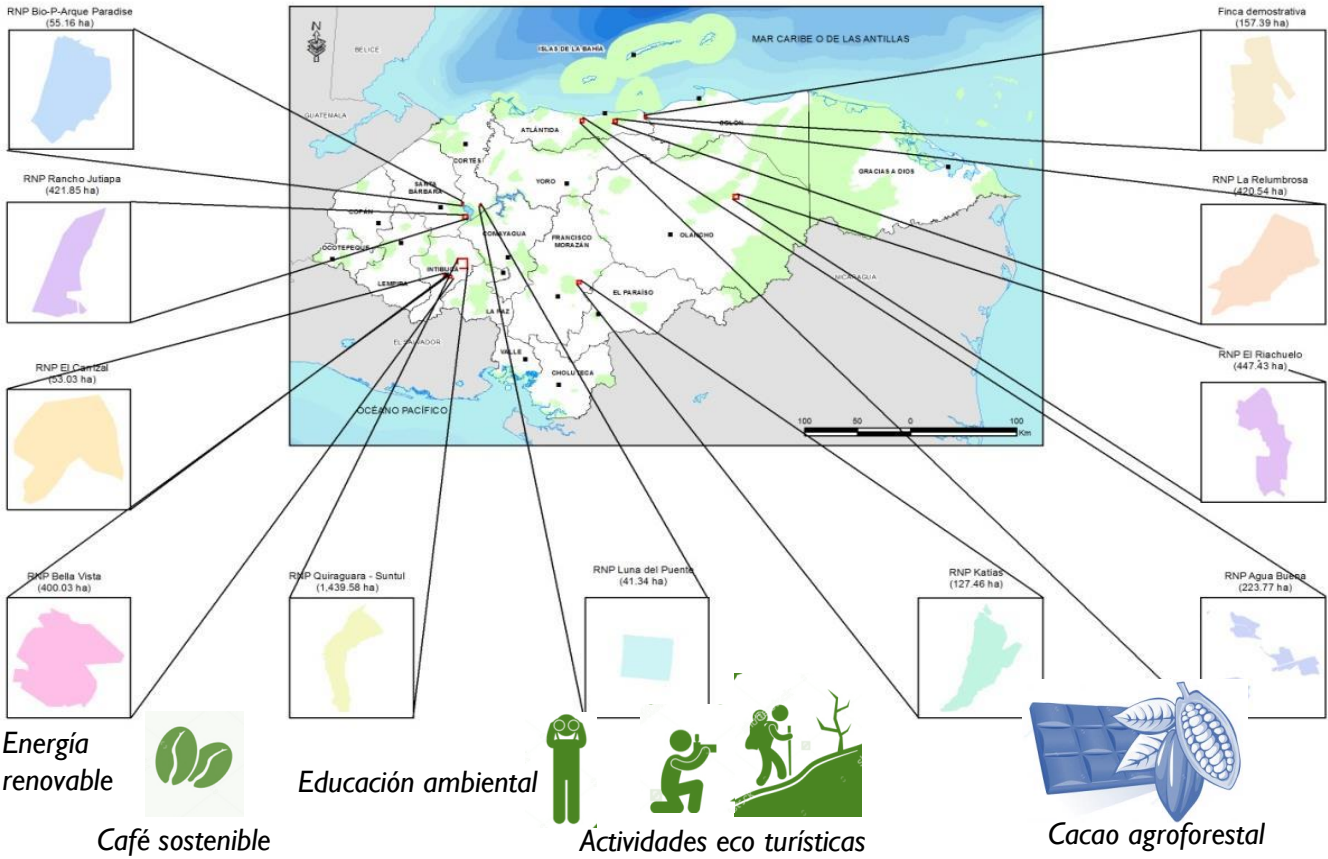 RNP Bio-P-Arque Paradise
(55.16 ha)
Finca demostrativa
(157.39 ha)
N
BELICE
ISLAS DE LA BAHÍA
MAR CARIBE O DE LAS ANTILLAS
GUATEMALA
ATLÁNTIDA
COLÓN
CORTÉS
YORO
GRACIAS A DIOS
SANTA
BÁRBARA
COPÁN
OCOTEPEQUE
COMAYAGUA
FRANCISCO
MORAZÁN
OLANCHO
INTIBUCÁ
LEMPIRA
LA PAZ
EL PARAÍSO
NICARAGUA
EL SALVADOR
VALLE
CHOLUTECA
OCÉANO PACÍFICO
100 50 0 100
Km
RNP Rancho Jutiapa
(421.85 ha)
RNP La Relumbrosa
(420.54 ha)
RNP El Carrizal
(53.03 ha)
RNP El Riachuelo
(447.43 ha)
RNP Bella Vista
(400.03 ha)
RNP Quiraguara - Suntul
(1,439.58 ha)
RNP Luna del Puente
(41.34 ha)
RNP Katias
(127.46 ha)
RNP Agua Buena
(223.77 ha)
Energía
renovable
Café sostenible
Educación ambiental
Actividades eco turísticas
Cacao agroforestal